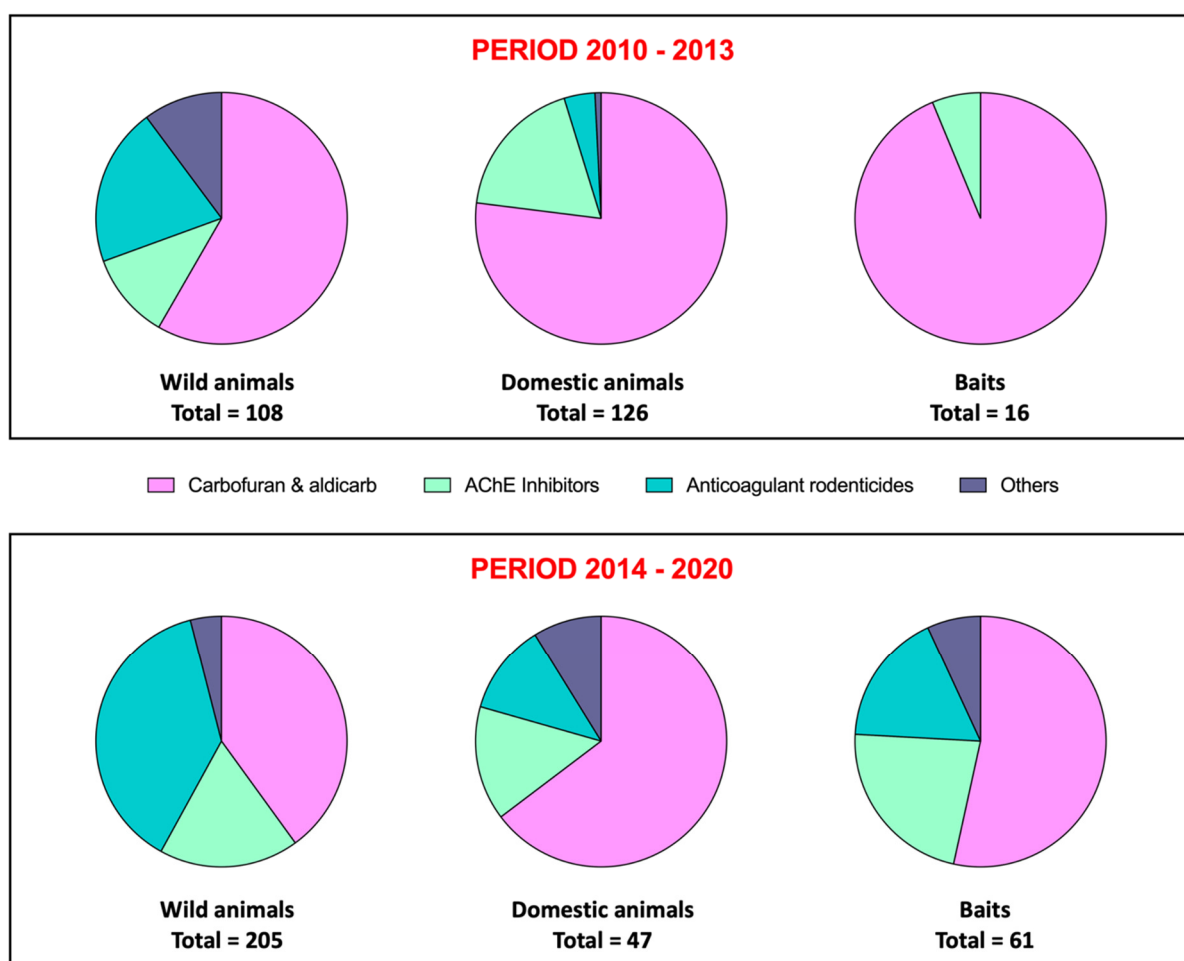 PERIOD 2010 - 2013
Wild animals
Total = 108
Domestic animals
Total = 126
Baits
Total = 16
Carbofuran & aldicarb
AChE Inhibitors
Anticoagulant rodenticides
Others
PERIOD 2014 - 2020
Wild animals
Total = 205
Domestic animals
Total = 47
Baits
Total = 61